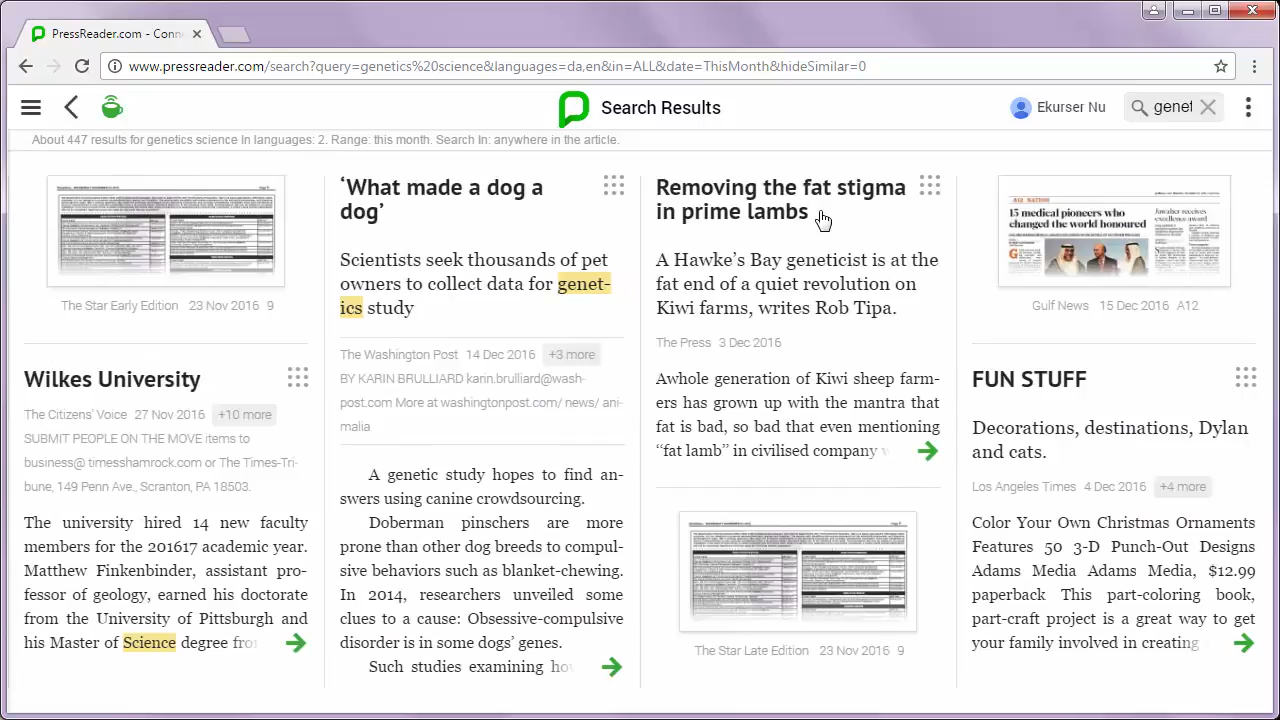 PressReader.com - Conn
www.pressreader.com/search?query=genetics%20science&languages=da,en&in=ALL&date=ThisMonth&hideSimilar=0
Search Results
Ekurser Nu
genet
About 447 results for genetics science In languages: 2. Range: this month. Search In: anywhere in the article.
The Star Early Edition 23 Nov 2016 9
Wilkes University
The Citizens' Voice 27 Nov 2016 +10 more
SUBMIT PEOPLE ON THE MOVE items to
business@ timesshamrock.com or The Times-Tri-
bune, 149 Penn Ave., Scranton, PA 18503.
The university hired 14 new faculty
members for the 201617 academic year.
Matthew Finkenbinder, assistant pro-
fessor of geology, earned his doctorate
from the University of Pittsburgh and
his Master of Science degree fro
‘What made a dog a
dog’
Scientists seek thousands of pet
owners to collect data for genet-
ics study
The Washington Post 14 Dec 2016 +3 more
BY KARIN BRULLIARD karin.brulliard@wash-
post.com More at washingtonpost.com/ news/ ani-
malia
A genetic study hopes to find an-
swers using canine crowdsourcing.
Doberman pinschers are more
prone than other dog breeds to compul-
sive behaviors such as blanket-chewing.
In 2014, researchers unveiled some
clues to a cause: Obsessive-compulsive
disorder is in some dogs’ genes.
Such studies examining ho
Removing the fat stigma
in prime lambs
A Hawke’s Bay geneticist is at the
fat end of a quiet revolution on
Kiwi farms, writes Rob Tipa.
The Press 3 Dec 2016
Awhole generation of Kiwi sheep farm-
ers has grown up with the mantra that
fat is bad, so bad that even mentioning
“fat lamb” in civilised company
The Star Late Edition 23 Nov 2016 9
A12 NATION
15 medical pioneers who
changed the world honoured
Jawaher receives
excellence award
Gulf News 15 Dec 2016 A12
FUN STUFF
Decorations, destinations, Dylan
and cats.
Los Angeles Times 4 Dec 2016 +4 more
Color Your Own Christmas Ornaments
Features 50 3-D Punch-Out Designs
Adams Media Adams Media, $12.99
paperback This part-coloring book,
part-craft project is a great way to get
your family involved in creating